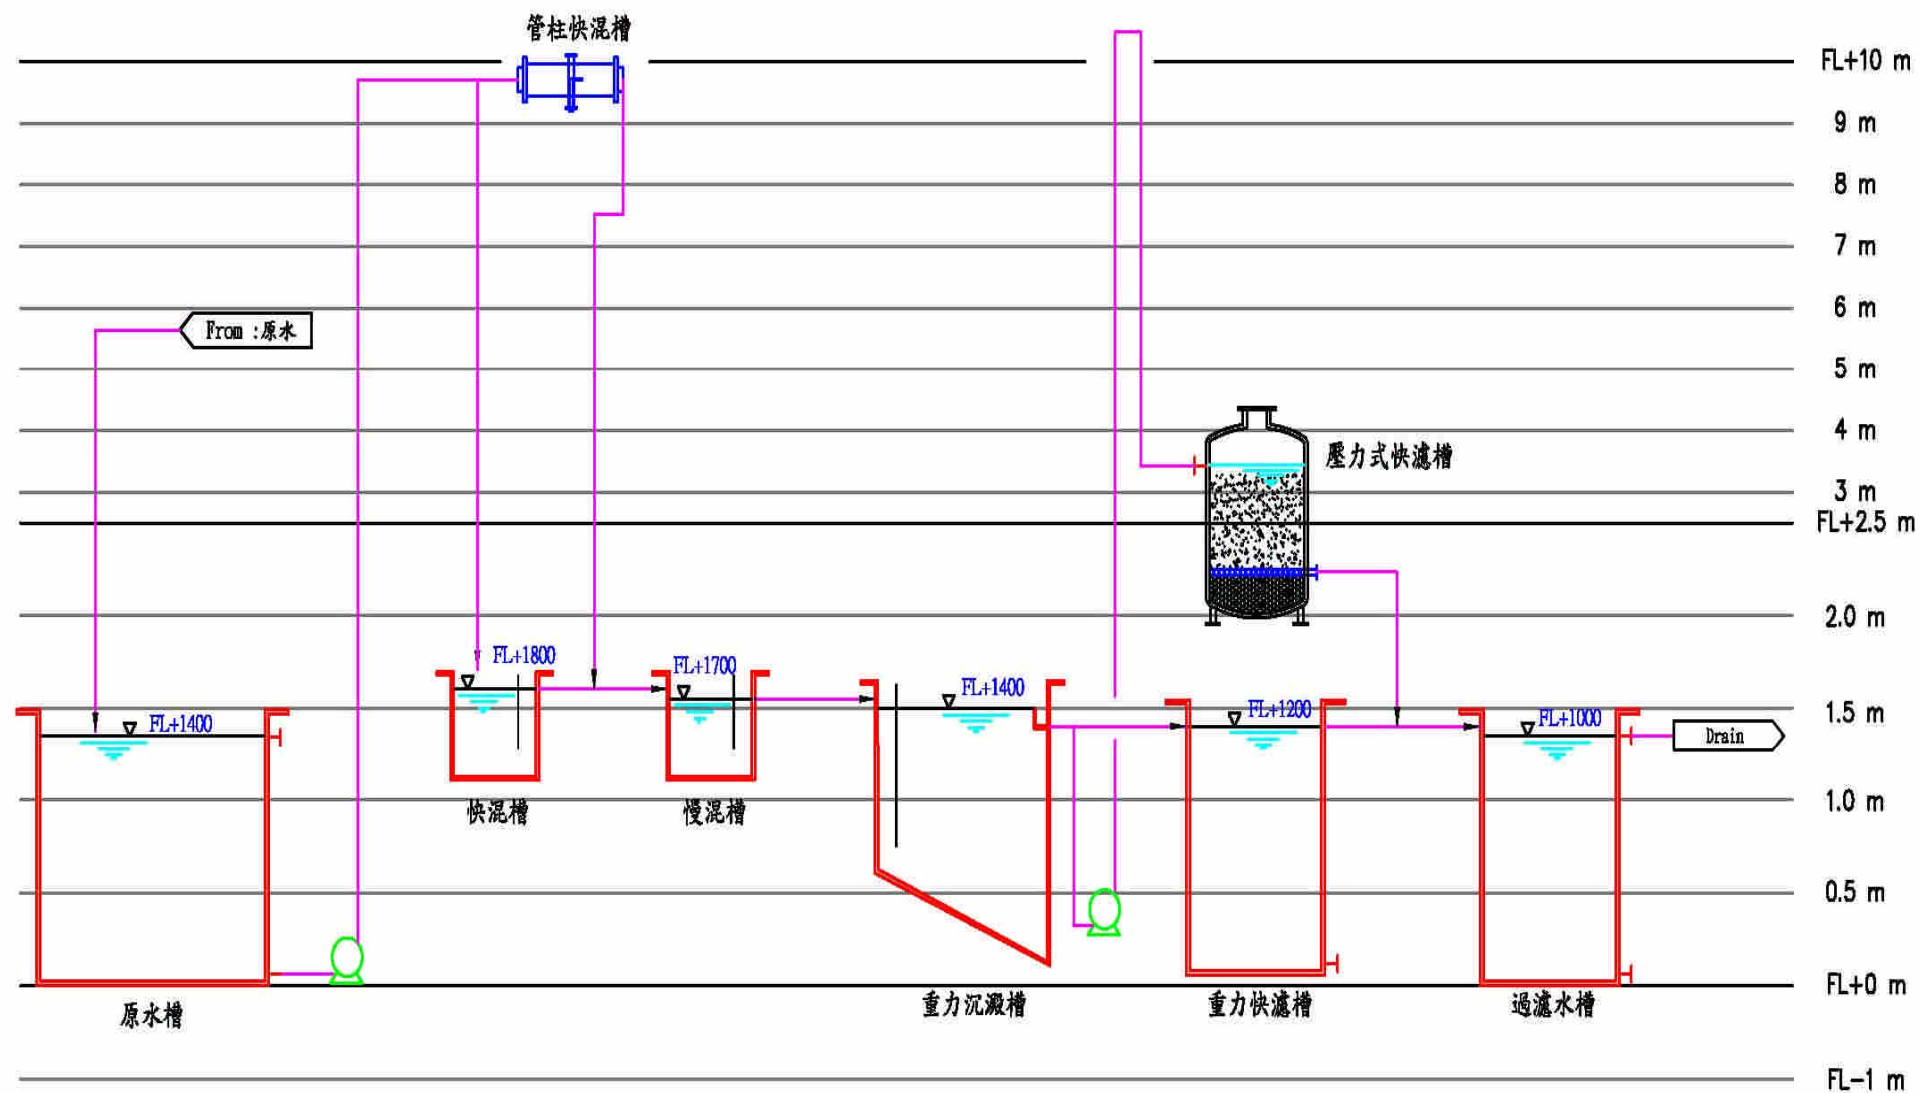 管柱快混槽
FL+10 m
9 m
8 m
7 m
6 m
From :原水
5 m
4 m
壓力式快濾槽
3 m
FL+2.5 m
2.0 m
FL+1800
FL+1700
FL+1400
FL+1200
1.5 m
FL+1400
FL+1000
Drain
1.0 m
快混槽
慢混槽
0.5 m
FL+0 m
原水槽
重力沉澱槽
重力快濾槽
過濾水槽
FL-1 m